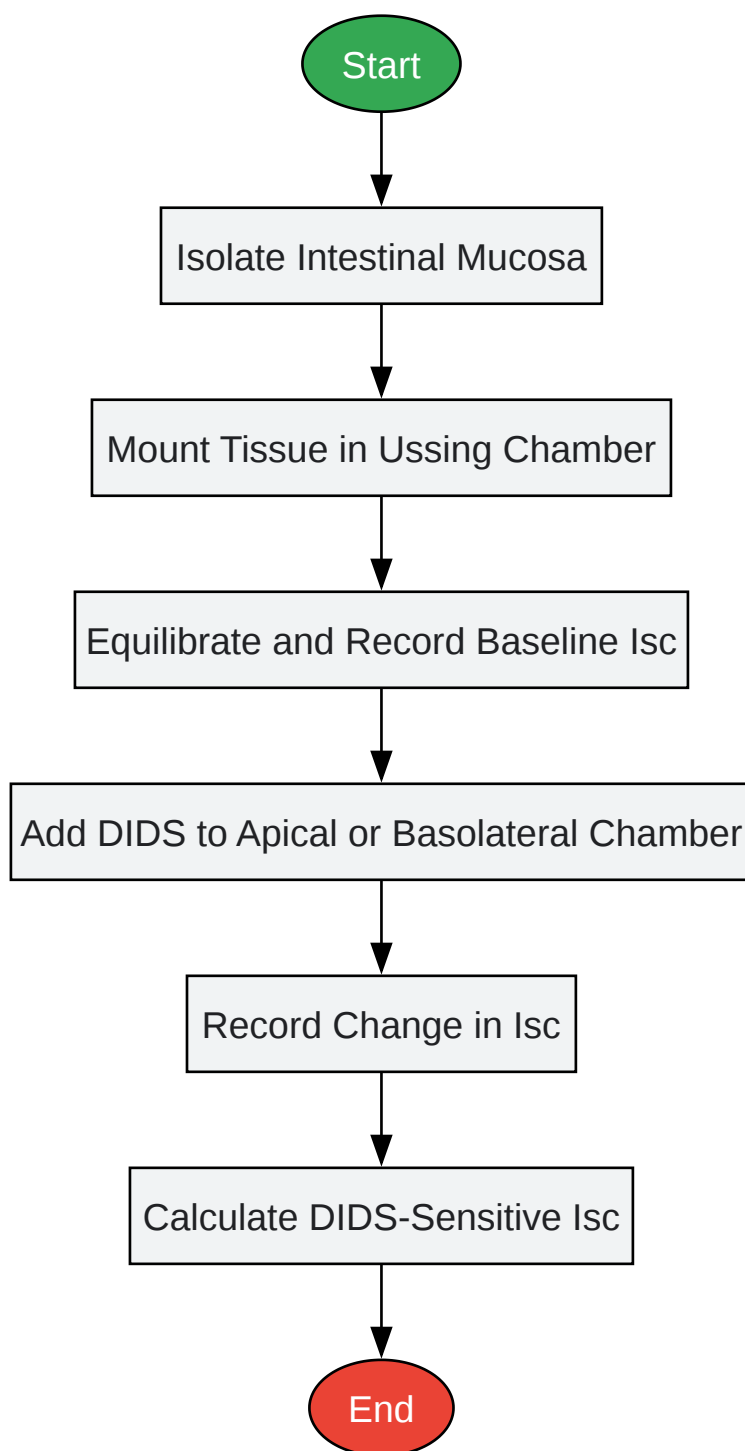 Start
Isolate Intestinal Mucosa
Mount Tissue in Ussing Chamber
Equilibrate and Record Baseline Isc
Add DIDS to Apical or Basolateral Chamber
Record Change in Isc
Calculate DIDS-Sensitive Isc
End